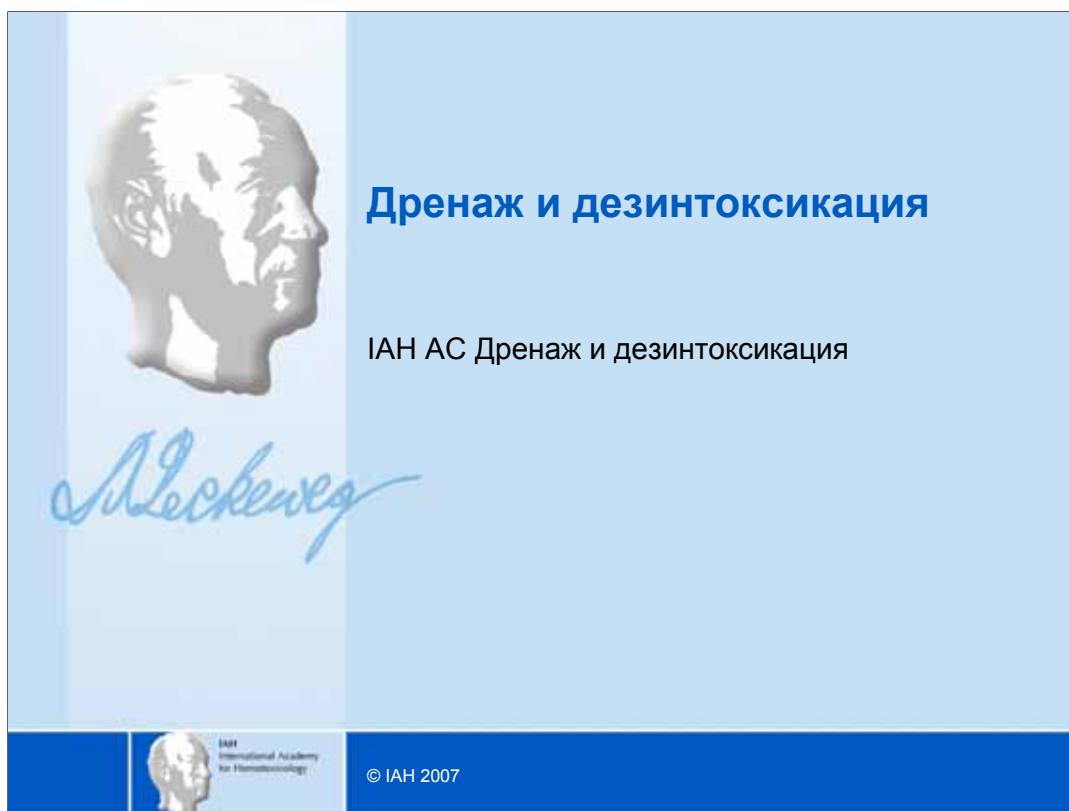 Дренаж и дезинтоксикация
IAH AC Дренаж и дезинтоксикация
IAH
International Academy
for Homotoxicology
© IAH 2007